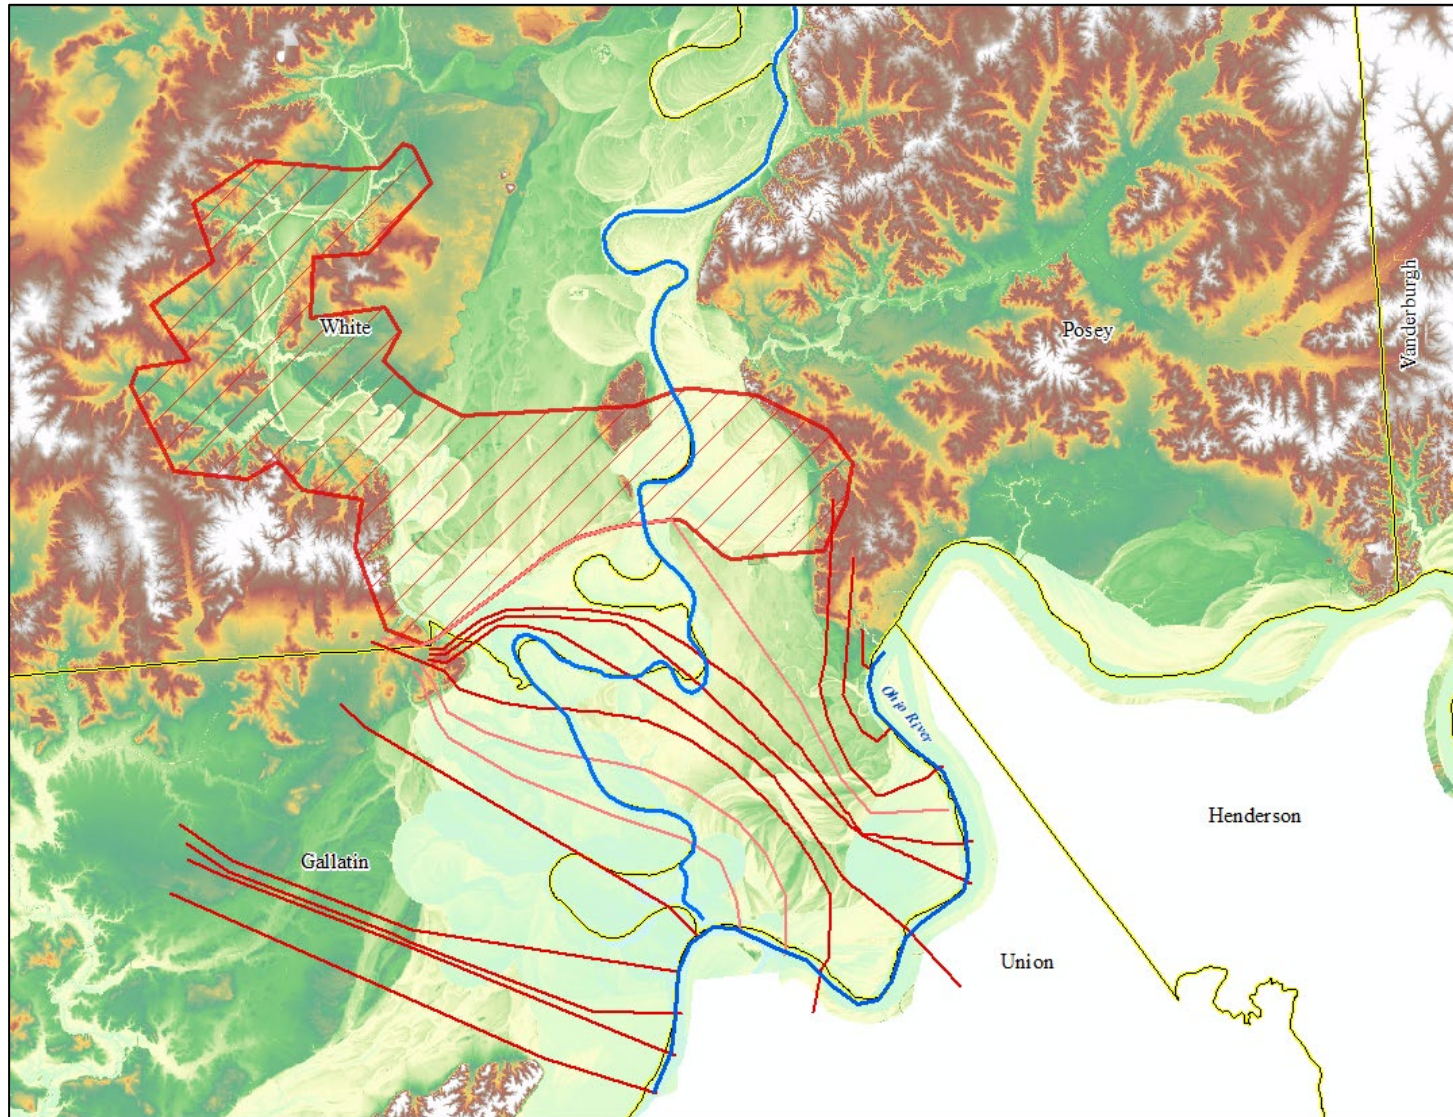 White
Posey
Vanderburgh
Ohio River
Henderson
Gallatin
Union